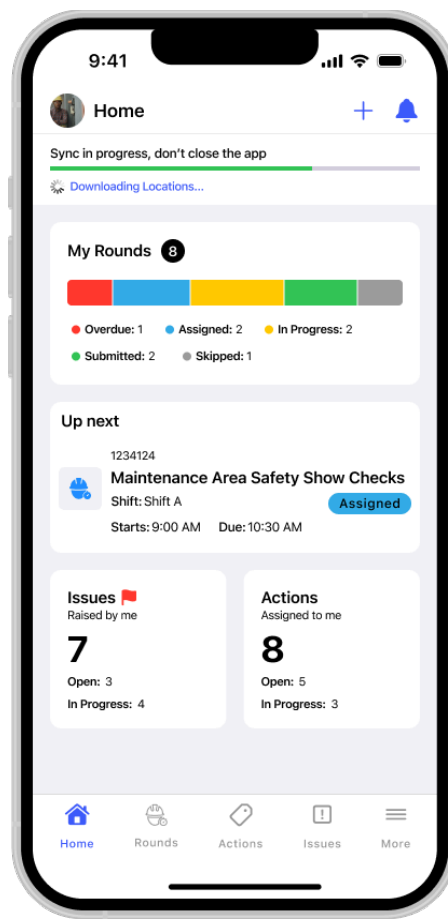 9:41
Home
Sync in progress, don't close the app
Downloading Locations...
My Rounds 8
Overdue: 1 Assigned: 2 In Progress: 2
Submitted: 2 Skipped: 1
Up next
1234124
Maintenance Area Safety Show Checks
Shift: Shift A
Assigned
Starts: 9:00 AM Due: 10:30 AM
Issues
Raised by me
7
Open: 3
In Progress: 4
Actions
Assigned to me
8
Open: 5
In Progress: 3
Home Rounds Actions Issues More